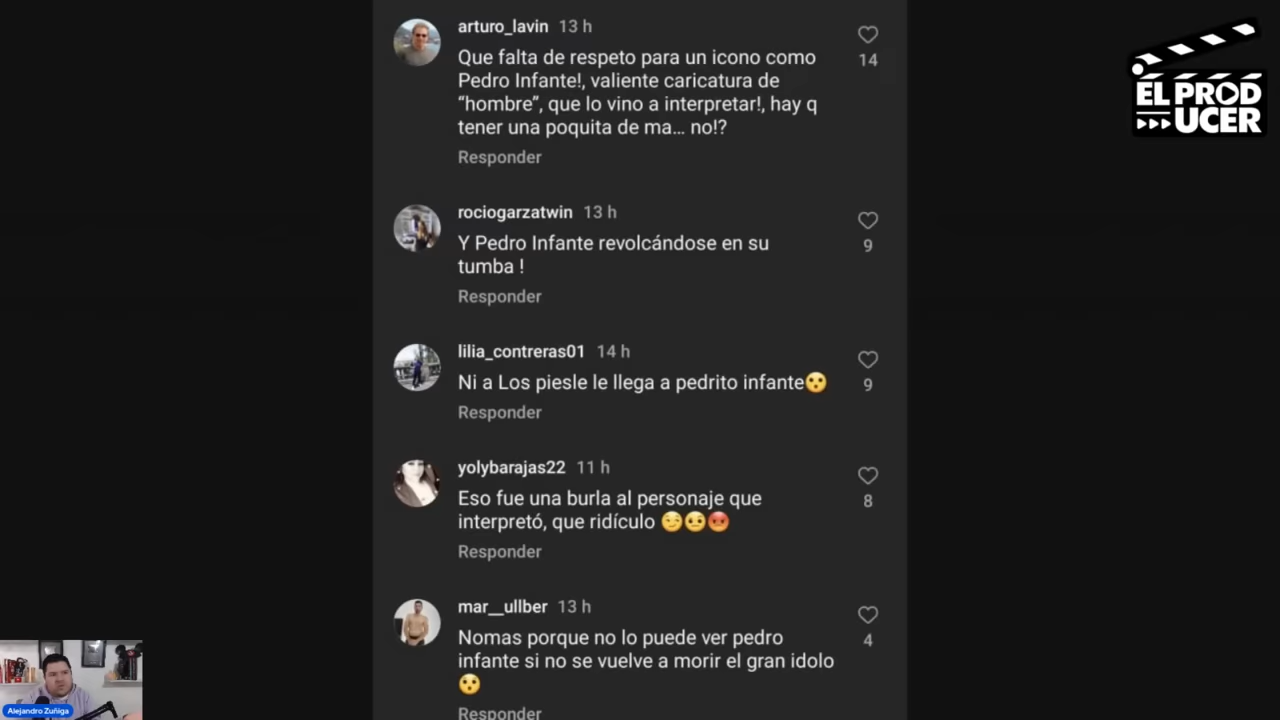 arturo_lavin 13 h
Que falta de respeto para un icono como
Pedro Infante!, valiente caricatura de
“hombre”, que lo vino a interpretar!, hay q
tener una poquita de ma... no!?
14
Responder
rociogarzatwin 13 h
Y Pedro Infante revolcándose en su
tumba !
9
Responder
lilia_contreras01 14 h
Ni a Los piesle le llega a pedrito infante😮
9
Responder
yolybarajas22 11 h
Eso fue una burla al personaje que
interpretó, que ridículo 😏🤨😡
8
Responder
mar__ullber 13 h
Nomas porque no lo puede ver pedro
infante si no se vuelve a morir el gran idolo
😮
4
Responder
EL PROD
UCER
Alejandro Zuñiga